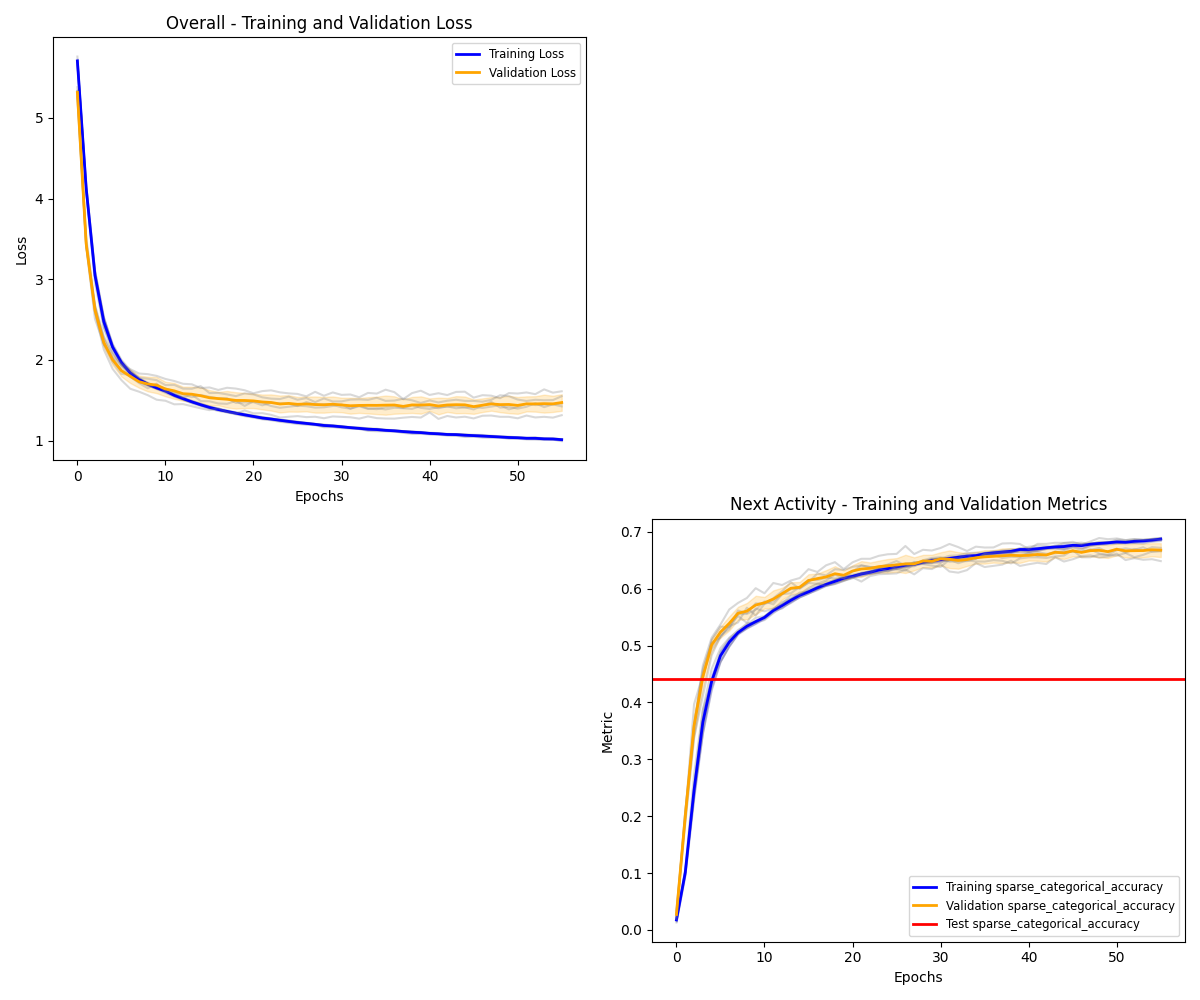 Overall - Training and Validation Loss
Training Loss
Validation Loss
5
4
3
2
1
Loss
0 10 20 30 40 50
Epochs
Next Activity - Training and Validation Metrics
0.7
0.6
0.5
0.4
0.3
0.2
0.1
0.0
Metric
Training sparse_categorical_accuracy
Validation sparse_categorical_accuracy
Test sparse_categorical_accuracy
0 10 20 30 40 50
Epochs